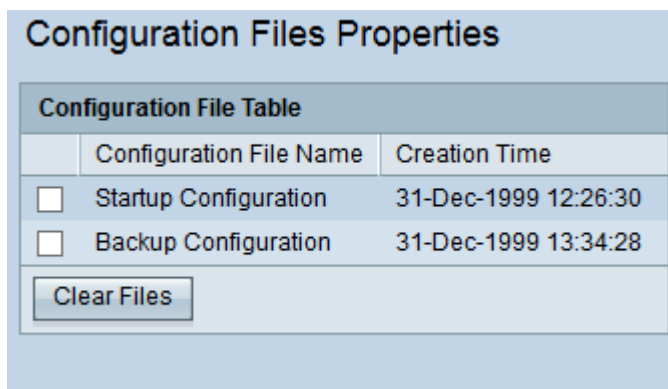 Configuration Files Properties
Configuration File Table
Configuration File Name Creation Time
Startup Configuration 31-Dec-1999 12:26:30
Backup Configuration 31-Dec-1999 13:34:28
Clear Files